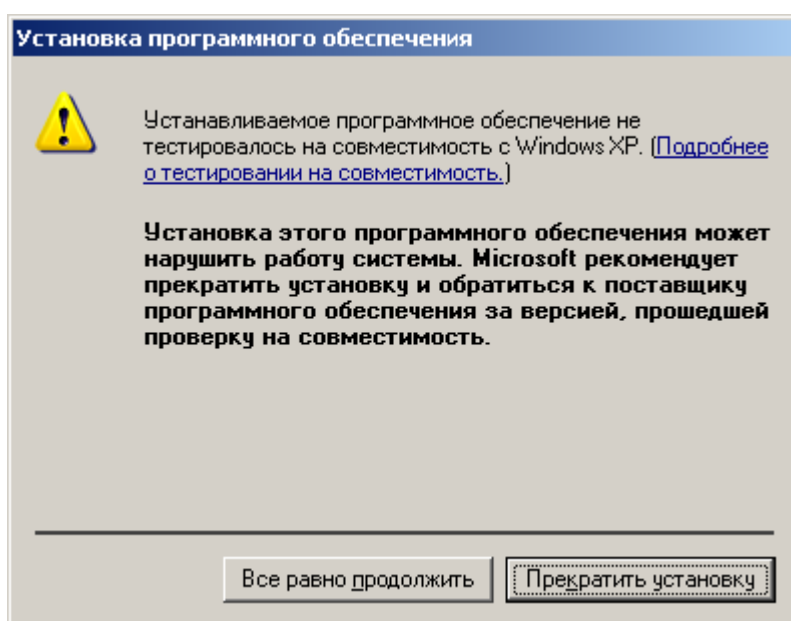 Установка программного обеспечения
Устанавливаемое программное обеспечение не
тестировалось на совместимость с Windows XP. (Подробнее
о тестировании на совместимость.)
Установка этого программного обеспечения может
нарушить работу системы. Microsoft рекомендует
прекратить установку и обратиться к поставщику
программного обеспечения за версией, прошедшей
проверку на совместимость.
Все равно продолжить
Прекратить установку